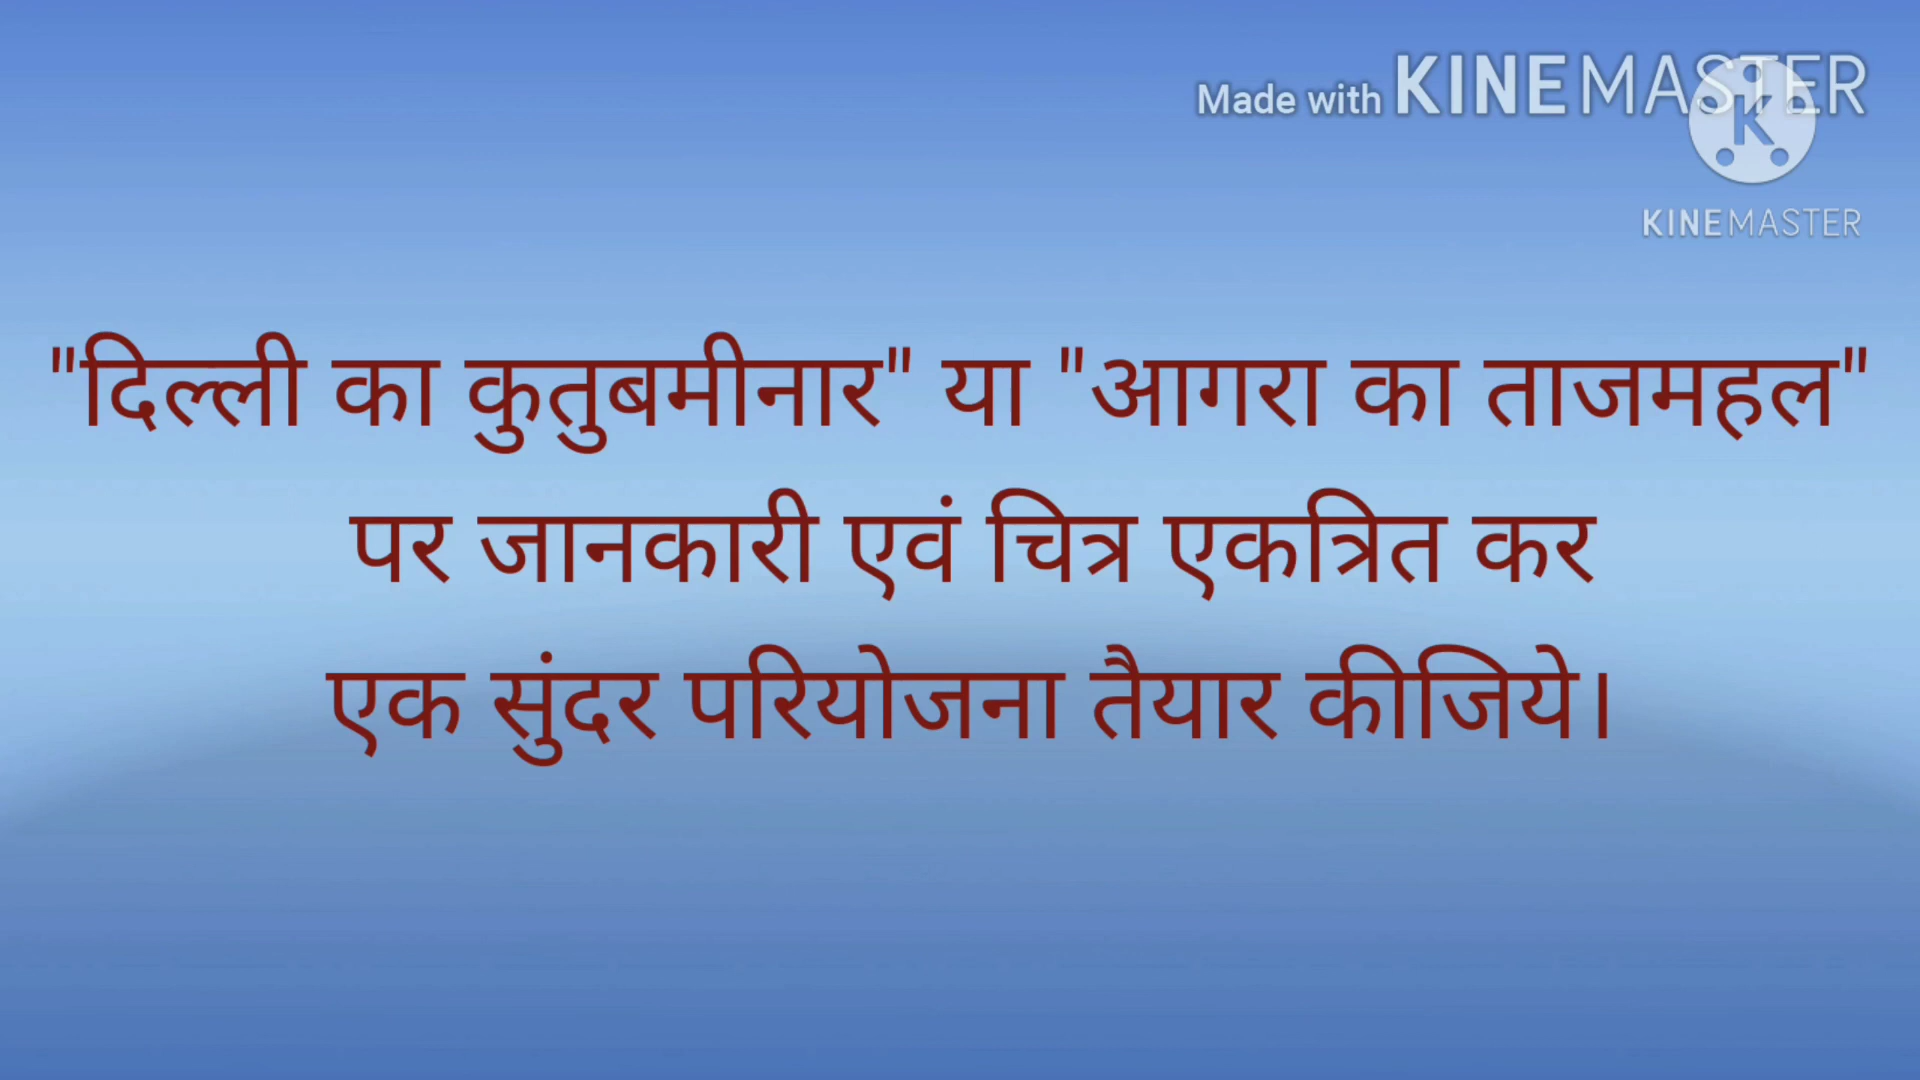 Made with KINEMASTER
KINEMASTER
"दिल्ली का कुतुबमीनार" या "आगरा का ताजमहल"
पर जानकारी एवं चित्र एकत्रित कर
एक सुंदर परियोजना तैयार कीजिये।